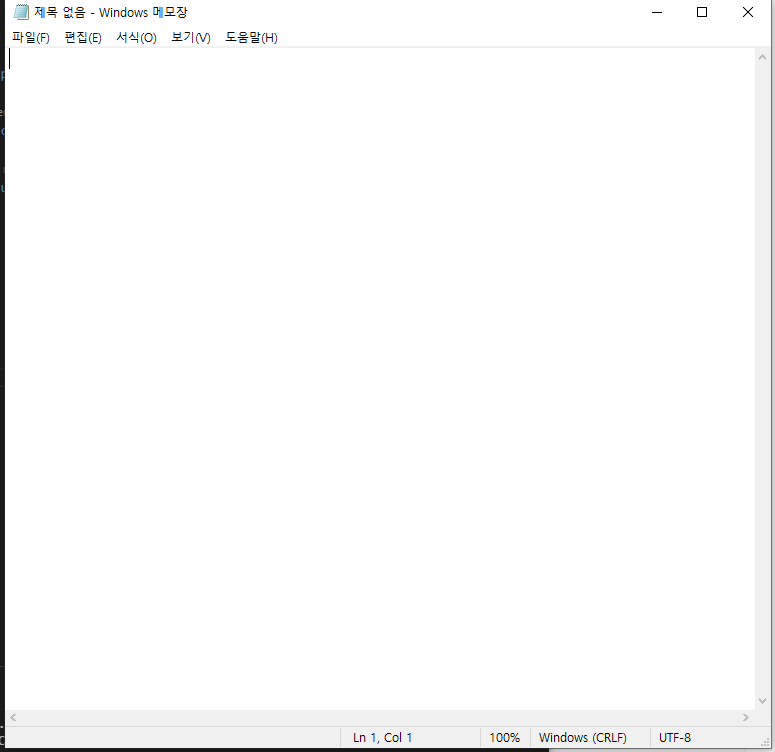 제목 없음 - Windows 메모장
파일(F) 편집(E) 서식(O) 보기(V) 도움말(H)
Ln 1, Col 1 100% Windows (CRLF) UTF-8